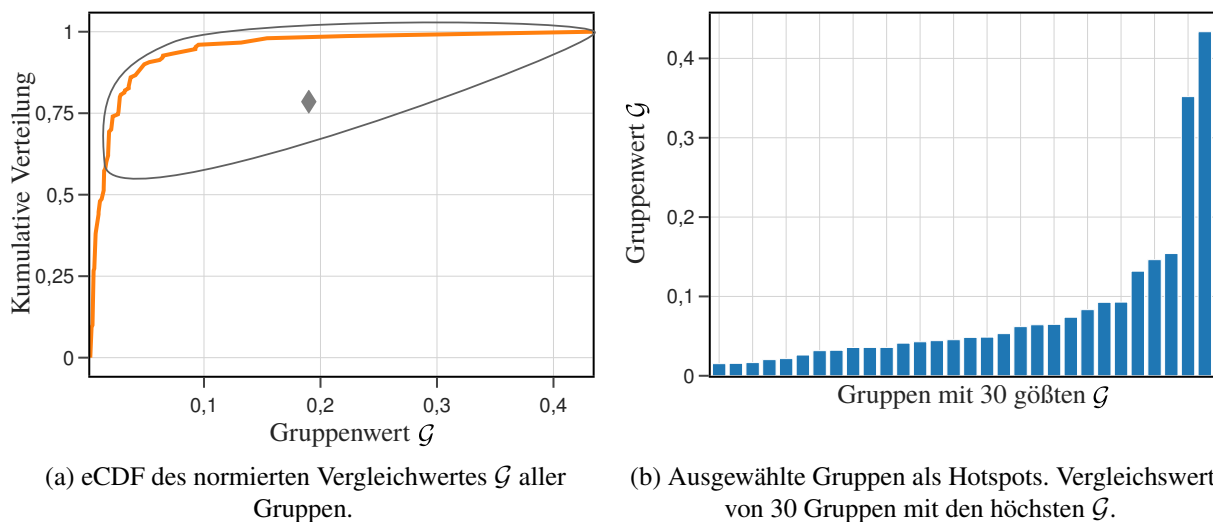 1
0,75
0,5
0,25
0
Kumulative Verteilung
0,1 0,2 0,3 0,4
Gruppenwert 𝒢
(a) eCDF des normierten Vergleichwertes 𝒢 aller
Gruppen.
0,4
0,3
0,2
0,1
0
Gruppenwert 𝒢
Gruppen mit 30 gößten 𝒢
(b) Ausgewählte Gruppen als Hotspots. Vergleichswert
von 30 Gruppen mit den höchsten 𝒢.